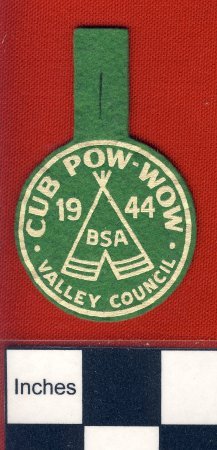 · CUB POW-WOW ·
19 44
BSA
VALLEY COUNCIL
Inches